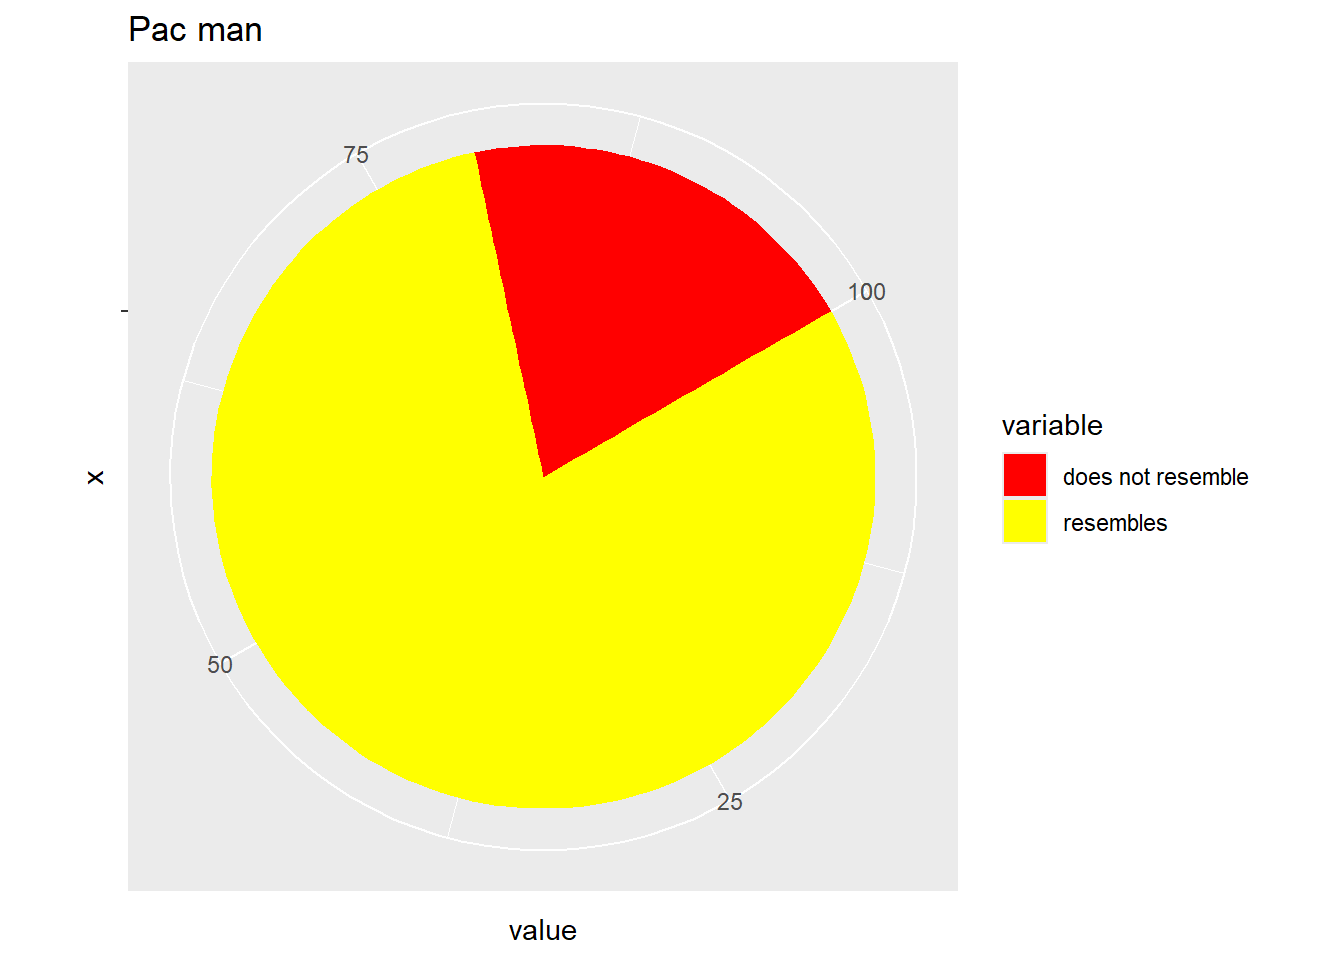 Pac man
75
100
x
50
25
value
variable
does not resemble
resembles